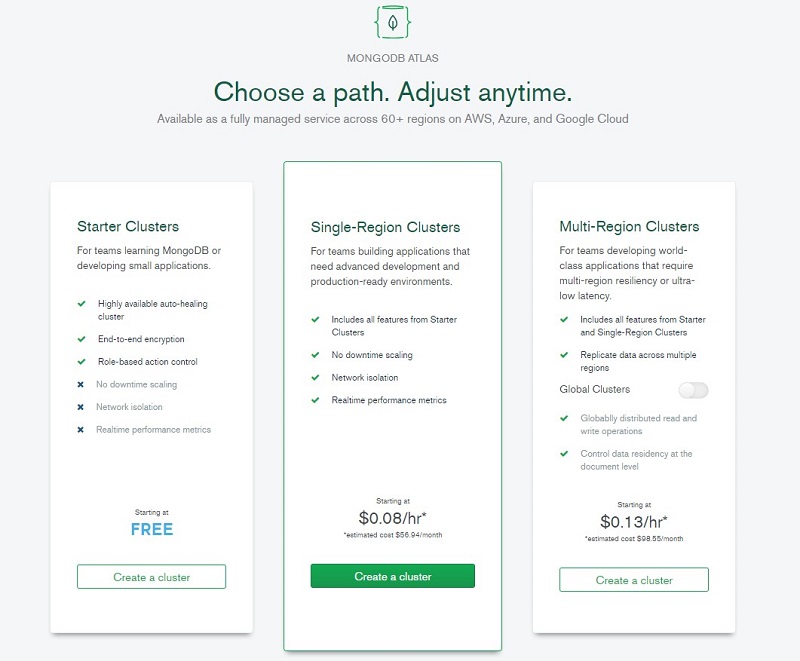 MONGODB ATLAS
Choose a path. Adjust anytime.
Available as a fully managed service across 60+ regions on AWS, Azure, and Google Cloud
Starter Clusters
For teams learning MongoDB or
developing small applications.
Highly available auto-healing
cluster
End-to-end encryption
Role-based action control
No downtime scaling
Network isolation
Realtime performance metrics
Starting at
FREE
Create a cluster
Single-Region Clusters
For teams building applications that
need advanced development and
production-ready environments.
Includes all features from Starter
Clusters
No downtime scaling
Network isolation
Realtime performance metrics
Starting at
$0.08/hr*
*estimated cost $56.94/month
Create a cluster
Multi-Region Clusters
For teams developing world-
class applications that require
multi-region resiliency or ultra-
low latency.
Includes all features from Starter
and Single-Region Clusters
Replicate data across multiple
regions
Global Clusters
Globablly distributed read and
write operations
Control data residency at the
document level
Starting at
$0.13/hr*
*estimated cost $98.55/month
Create a cluster